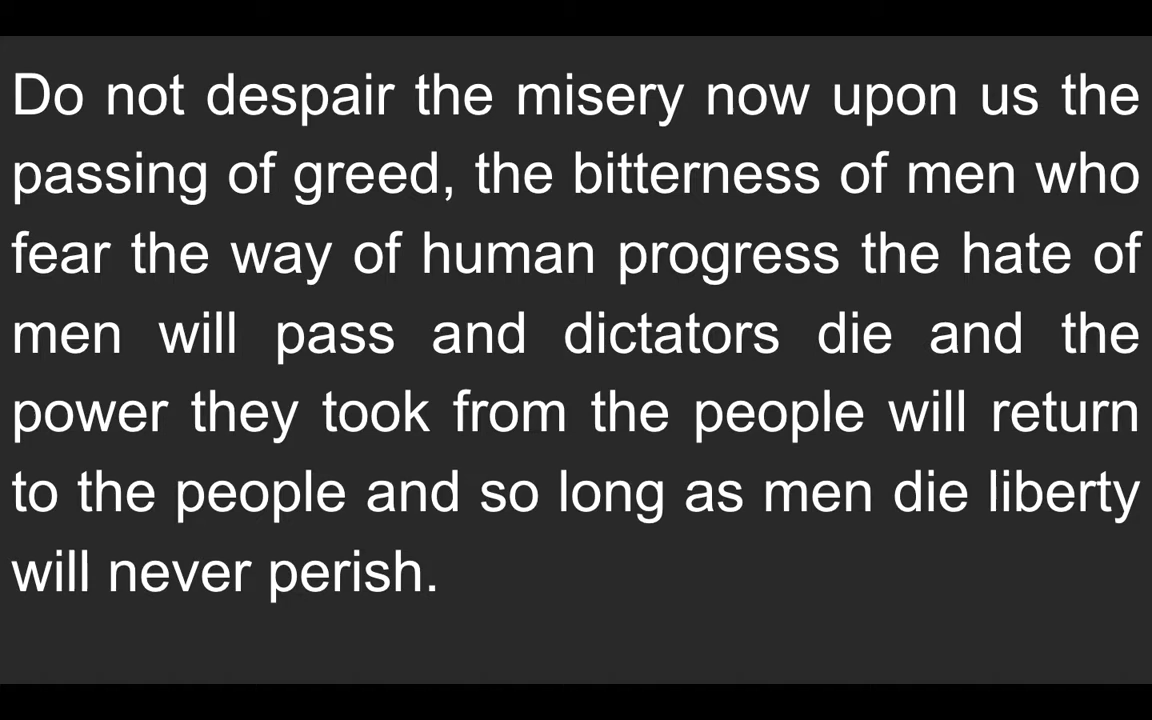 Do not despair the misery now upon us the
passing of greed, the bitterness of men who
fear the way of human progress the hate of
men will pass and dictators die and the
power they took from the people will return
to the people and so long as men die liberty
will never perish.